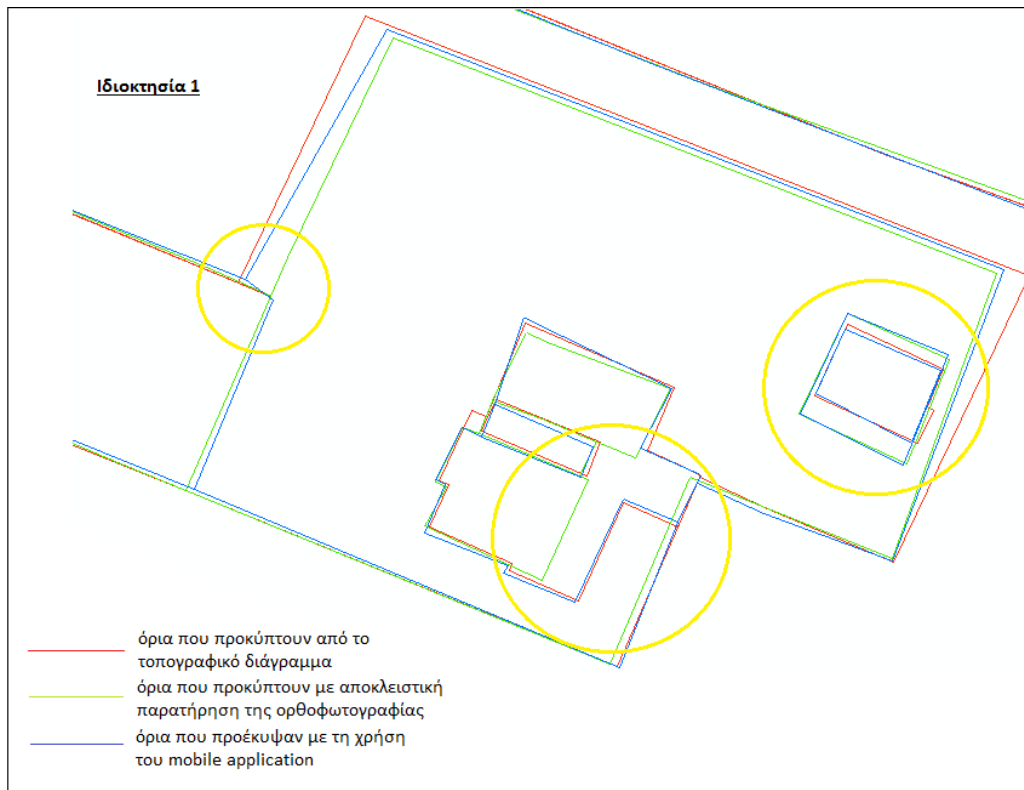 Ιδιοκτησία 1
όρια που προκύπτουν από το
τοπογραφικό διάγραμμα
όρια που προκύπτουν με αποκλειστική
παρατήρηση της ορθοφωτογραφίας
όρια που προέκυψαν με τη χρήση
του mobile application